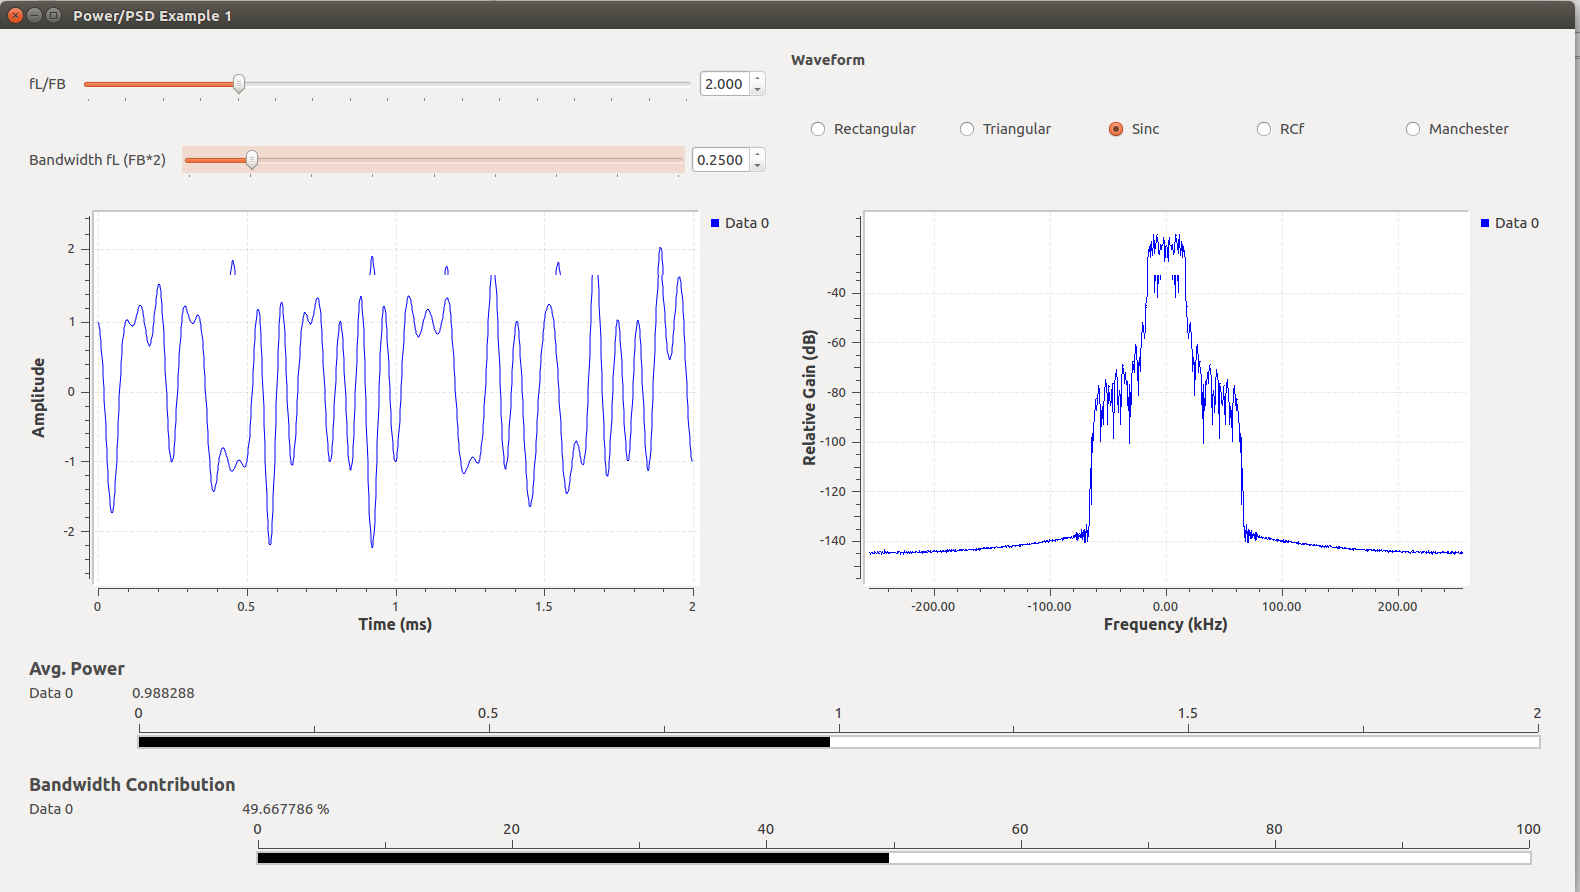 Power/PSD Example 1
fL/FB
2.000
Waveform
Rectangular
Triangular
Sinc
RCf
Manchester
Bandwidth fL (FB*2)
0.2500
Data 0
2
1
0
-1
-2
Amplitude
0
0.5
1
1.5
2
Time (ms)
Data 0
-40
-60
-80
-100
-120
-140
Relative Gain (dB)
-200.00
-100.00
0.00
100.00
200.00
Frequency (kHz)
Avg. Power
Data 0 0.988288
0 0.5 1 1.5 2
Bandwidth Contribution
Data 0 49.667786 %
0 20 40 60 80 100